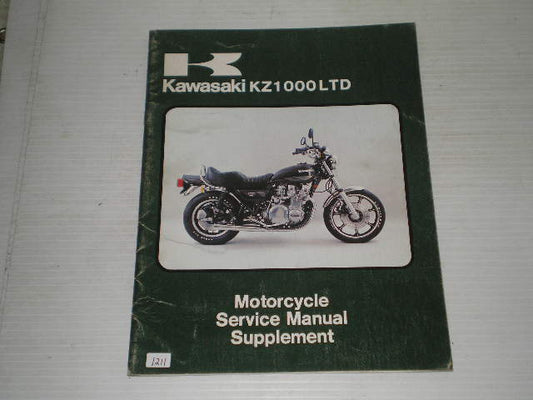 Kawasaki KZ1000LTD
Motorcycle
Service Manual
Supplement
1211